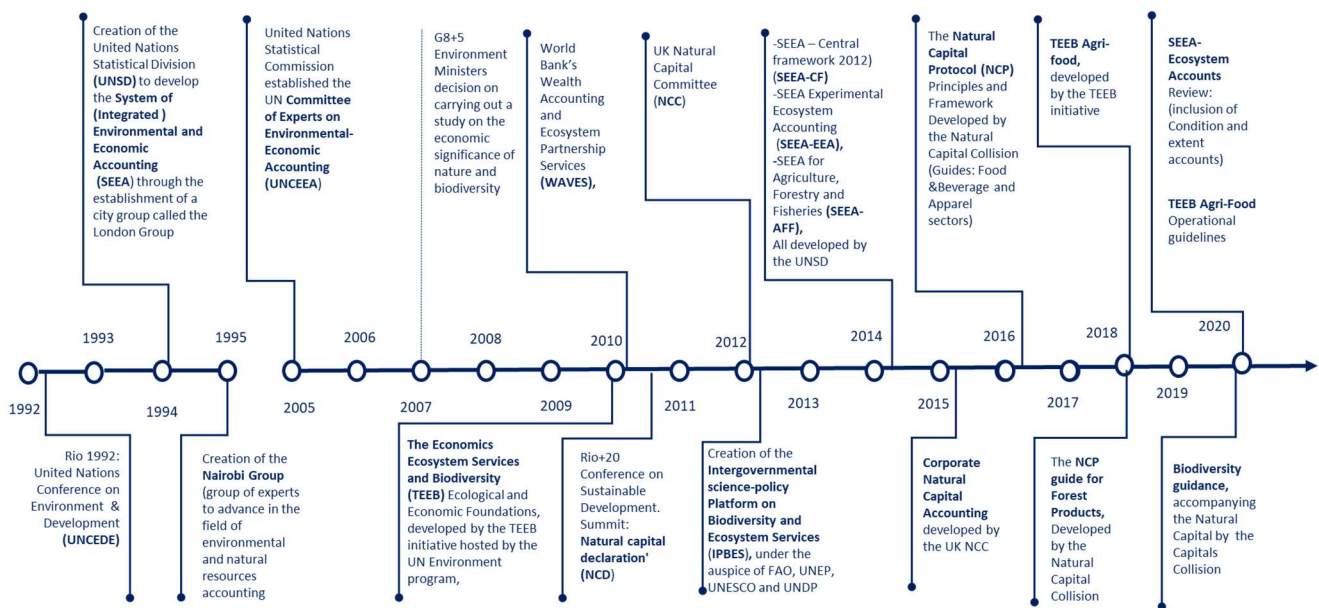 Creation of the
United Nations
Statistical Division
(UNSD) to develop
the System of
(Integrated )
Environmental and
Economic
Accounting
(SEEA) through the
establishment of a
city group called the
London Group
United Nations
Statistical
Commission
established the
UN Committee
of Experts on
Environmental-
Economic
Accounting
(UNCEEA)
G8+5
Environment
Ministers
decision on
carrying out a
study on the
economic
significance of
nature and
biodiversity
World
Bank's
Wealth
Accounting
and
Ecosystem
Partnership
Services
(WAVES),
UK Natural
Capital
Committee
(NCC)
-SEEA – Central
framework 2012)
(SEEA-CF)
-SEEA Experimental
Ecosystem
Accounting
(SEEA-EEA),
-SEEA for
Agriculture,
Forestry and
Fisheries (SEEA-
AFF),
All developed by
the UNSD
The Natural
Capital
Protocol (NCP)
Principles and
Framework
Developed by
the Natural
Capital Collision
(Guides: Food
&Beverage and
Apparel
sectors)
TEEB Agri-
food,
developed
by the TEEB
initiative
SEEA-
Ecosystem
Accounts
Review:
(inclusion of
Condition and
extent
accounts)
TEEB Agri-Food
Operational
guidelines
1993
1995
2006
2008
2010
2012
2014
2016
2018
2020
1992
1994
2005
2007
2009
2011
2013
2015
2017
2019
Rio 1992:
United Nations
Conference on
Environment &
Development
(UNCEDE)
Creation of the
Nairobi Group
(group of experts
to advance in the
field of
environmental
and natural
resources
accounting
The Economics
Ecosystem Services
and Biodiversity
(TEEB) Ecological and
Economic Foundations,
developed by the TEEB
initiative hosted by the
UN Environment
program,
Rio+20
Conference on
Sustainable
Development.
Summit:
Natural capital
declaration'
(NCD)
Creation of the
Intergovernmental
science-policy
Platform on
Biodiversity and
Ecosystem Services
(IPBES), under the
auspice of FAO, UNEP,
UNESCO and UNDP
Corporate
Natural
Capital
Accounting
developed by
the UK NCC
The NCP
guide for
Forest
Products,
Developed
by the
Natural
Capital
Collision
Biodiversity
guidance,
accompanying
the Natural
Capital by the
Capitals
Collision